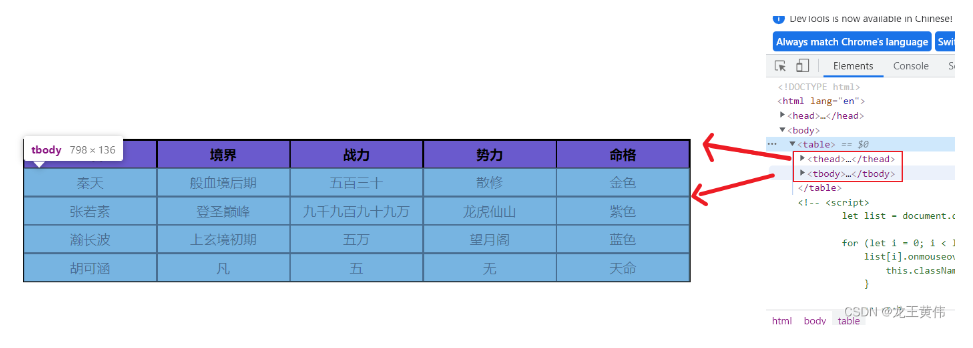 DevTools is now available in Chinese!
Always match Chrome's language
Elements Console
<!DOCTYPE html>
<html lang="en">
<head>…</head>
<body>
<table> == $0
<thead>…</thead>
<tbody>…</tbody>
</table>
<!-- <script>
let list = document.
for (let i = 0; i <
list[i].onmouseov
this.classNam
}
html body table
tbody 798 × 136
境界 战力 势力 命格
秦天 般血境后期 五百三十 散修 金色
张若素 登圣巅峰 九千九百九十九万 龙虎仙山 紫色
瀚长波 上玄境初期 五万 望月阁 蓝色
胡可涵 凡 五 无 天命
CSDN @龙王黄伟